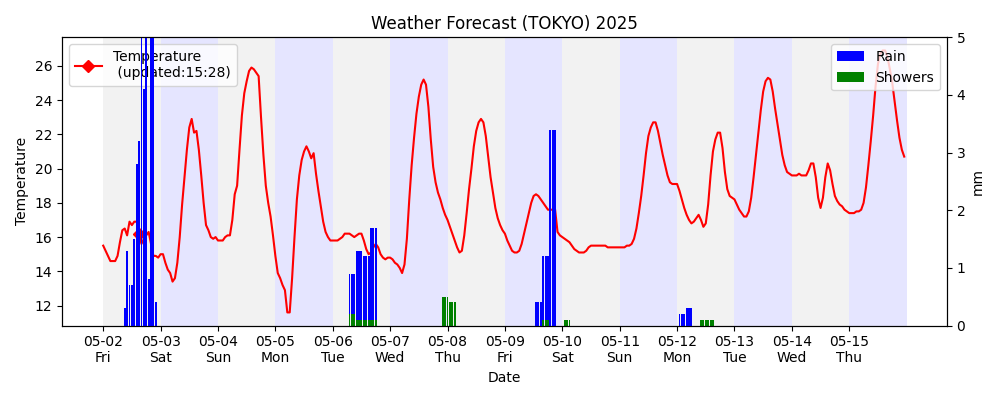 Weather Forecast (TOKYO) 2025
Temperature
(updated:15:28)
Rain
Showers
Temperature
26
24
22
20
18
16
14
12
5
4
3
2
1
0
mm
05-02 05-03 05-04 05-05 05-06 05-07 05-08 05-09 05-10 05-11 05-12 05-13 05-14 05-15
Fri Sat Sun Mon Tue Wed Thu Fri Sat Sun Mon Tue Wed Thu
Date